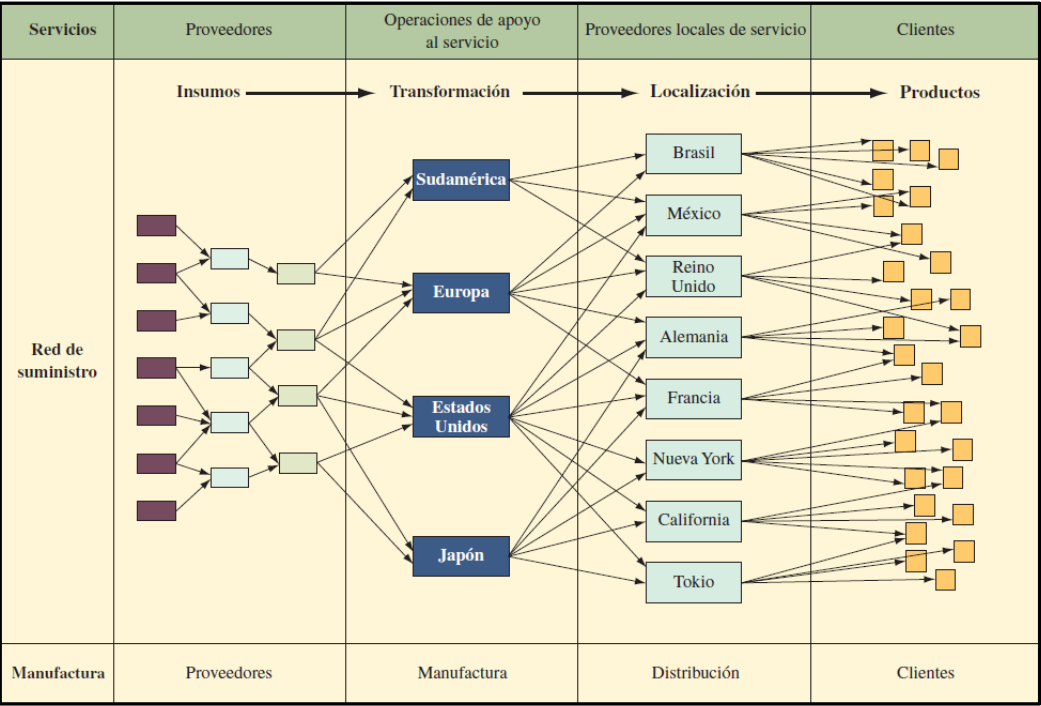 Servicios
Proveedores
Operaciones de apoyo
al servicio
Proveedores locales de servicio
Clientes
Insumos
Transformación
Localización
Productos
Red de
suministro
Sudamérica
Europa
Estados
Unidos
Japón
Brasil
México
Reino
Unido
Alemania
Francia
Nueva York
California
Tokio
Manufactura
Proveedores
Manufactura
Distribución
Clientes